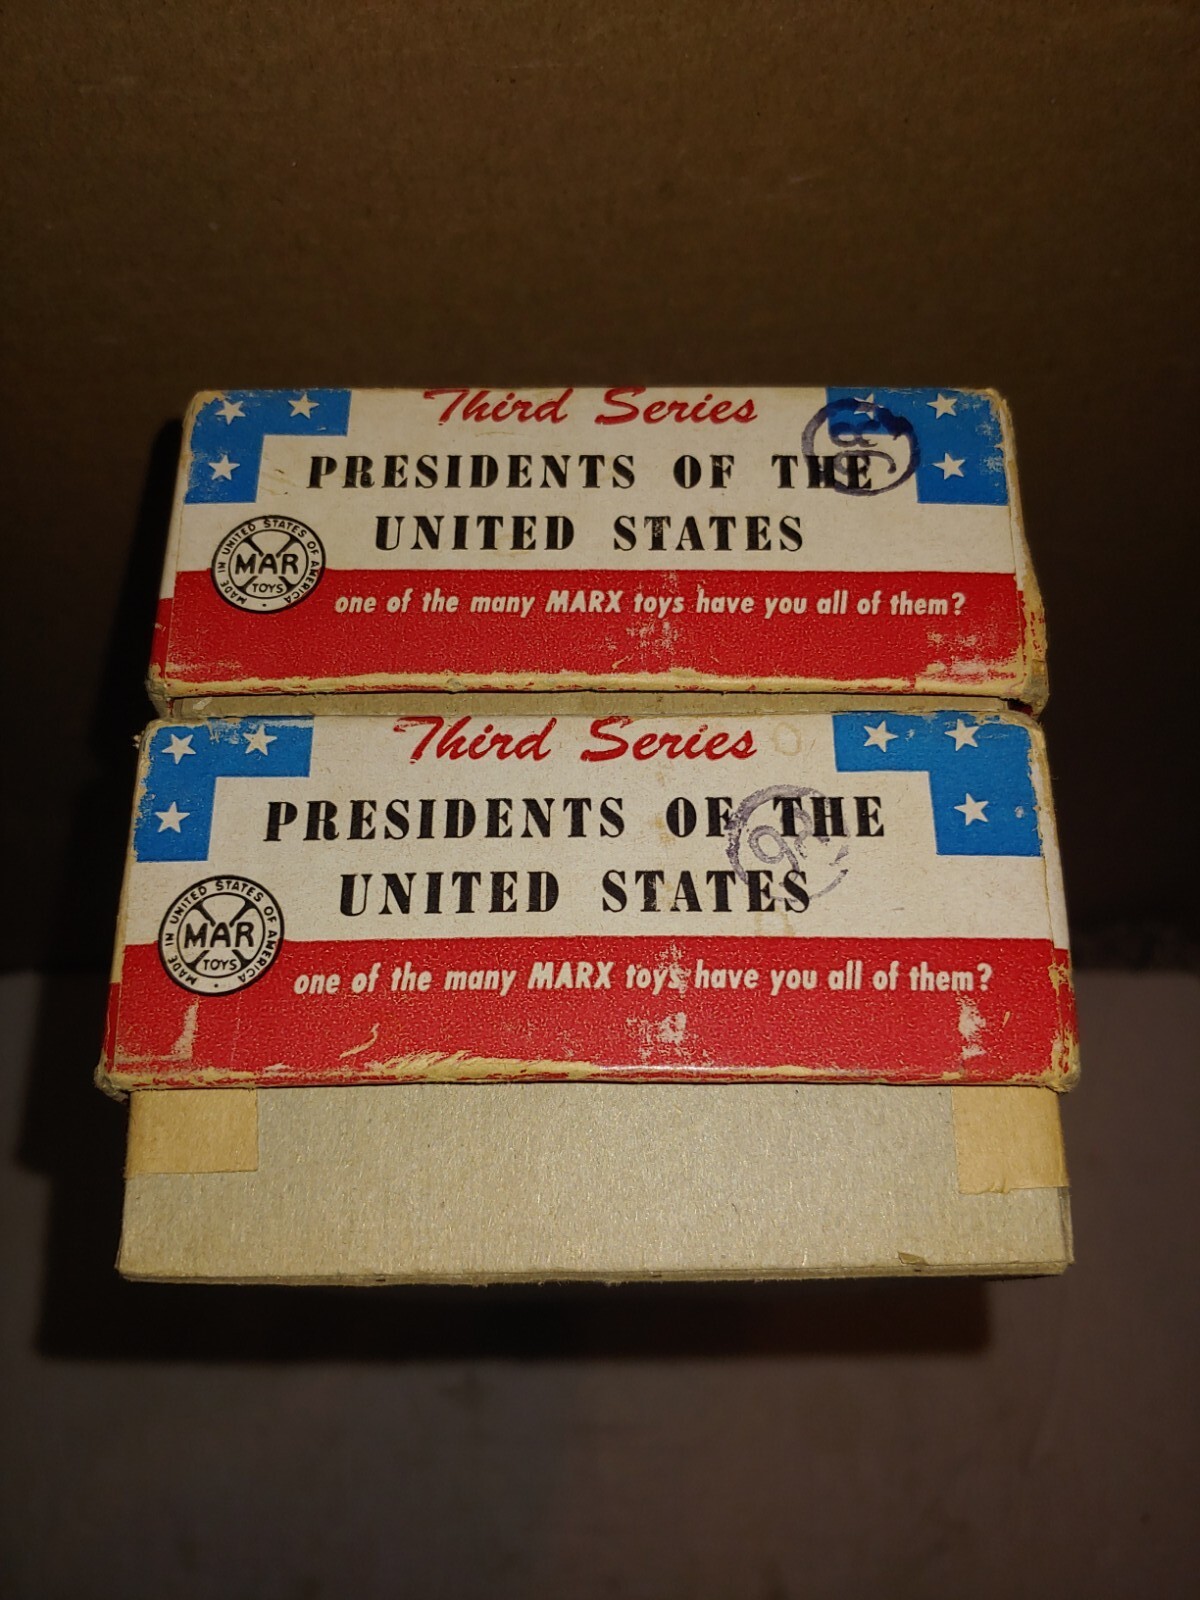 Third Series
PRESIDENTS OF THE
UNITED STATES
MADE IN UNITED STATES OF AMERICA
MAR
TOYS
one of the many MARX toys have you all of them?
Third Series
PRESIDENTS OF THE
UNITED STATES
MADE IN UNITED STATES OF AMERICA
MAR
TOYS
one of the many MARX toys have you all of them?